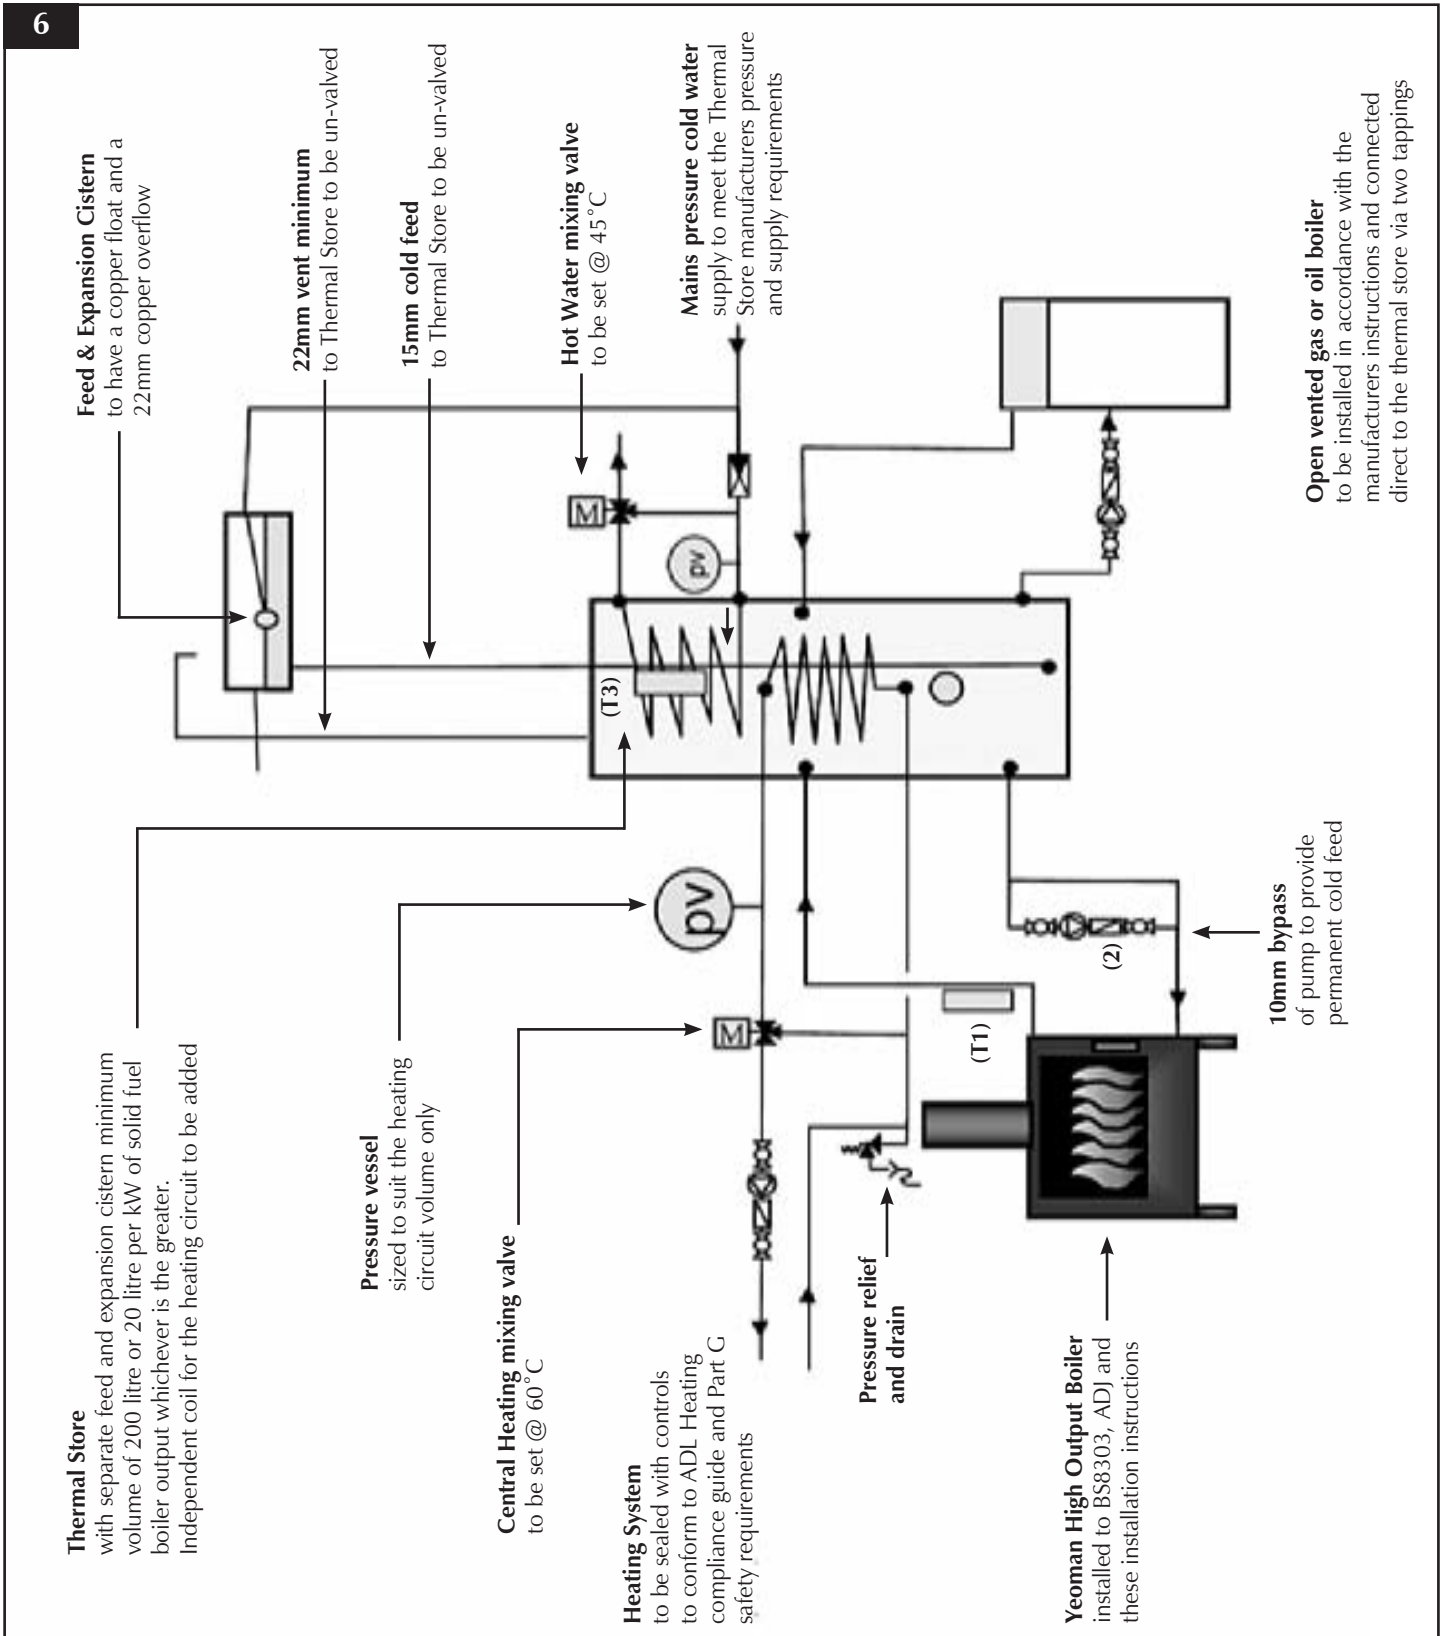 6
Thermal Store
with separate feed and expansion cistern minimum
volume of 200 litre or 20 litre per kW of solid fuel
boiler output whichever is the greater.
Independent coil for the heating circuit to be added
Feed & Expansion Cistern
to have a copper float and a
22mm copper overflow
22mm vent minimum
to Thermal Store to be un-valved
15mm cold feed
to Thermal Store to be un-valved
Pressure vessel
sized to suit the heating
circuit volume only
Hot Water mixing valve
to be set @ 45˚C
Central Heating mixing valve
to be set @ 60˚C
Mains pressure cold water
supply to meet the Thermal
Store manufacturers pressure
and supply requirements
Heating System
to be sealed with controls
to conform to ADL Heating
compliance guide and Part G
safety requirements
(T3)
M
pv
pv
M
Pressure relief
and drain
(T1)
(2)
Yeoman High Output Boiler
installed to BS8303, ADJ and
these installation instructions
10mm bypass
of pump to provide
permanent cold feed
Open vented gas or oil boiler
to be installed in accordance with the
manufacturers instructions and connected
direct to the thermal store via two tappings